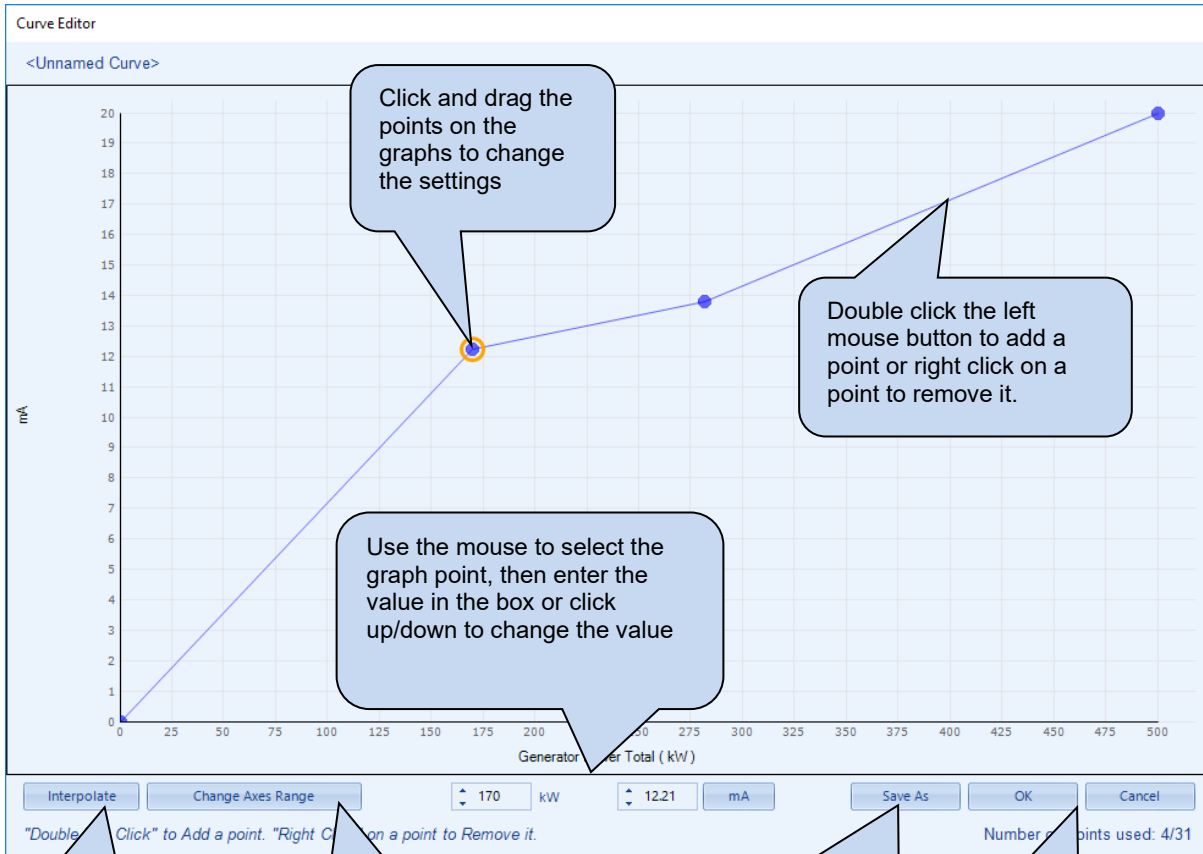 Curve Editor
<Unnamed Curve>
Click and drag the
points on the
graphs to change
the settings
20
19
18
17
16
15
14
13
12
11
10
9
8
7
6
5
4
3
2
1
0
mA
Double click the left
mouse button to add a
point or right click on a
point to remove it.
Use the mouse to select the
graph point, then enter the
value in the box or click
up/down to change the value
0 25 50 75 100 125 150 175 200 275 300 325 350 375 400 425 450 475 500
Generator Total ( kW )
Interpolate Change Axes Range 170 kW 12.21 mA Save As OK Cancel
"Double Click" to Add a point. "Right on a point to Remove it. Number points used: 4/31